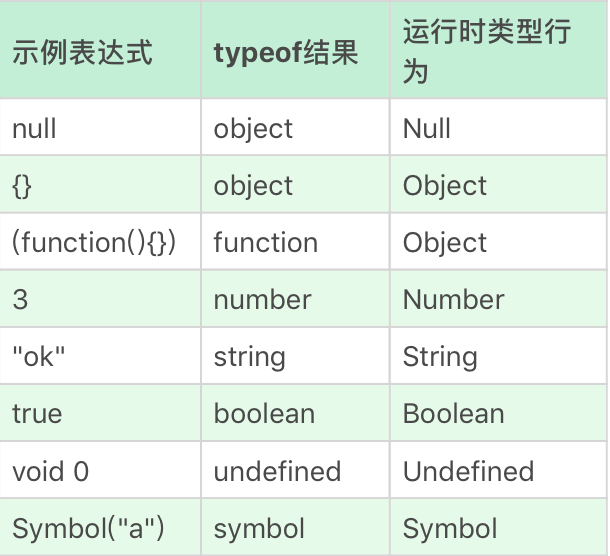 示例表达式 typeof结果 运行时类型行为
null object Null
{} object Object
(function(){}) function Object
3 number Number
"ok" string String
true boolean Boolean
void 0 undefined Undefined
Symbol("a") symbol Symbol